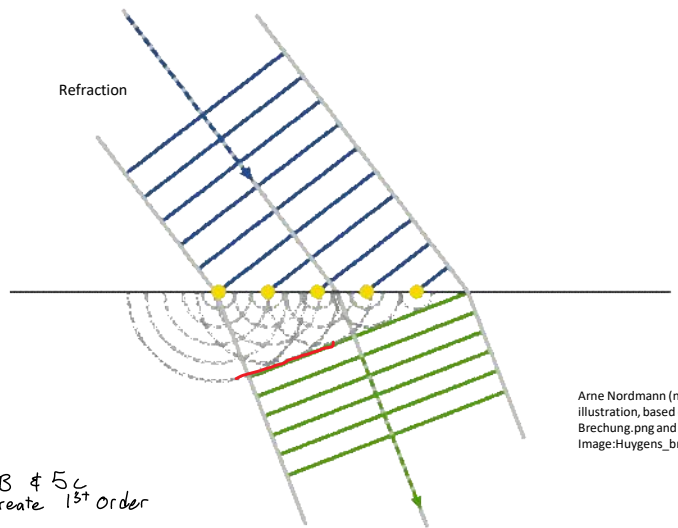 Refraction
Arne Nordmann (n
illustration, based
Brechung.png and
Image:Huygens_br
B & 5c
reate 1st order